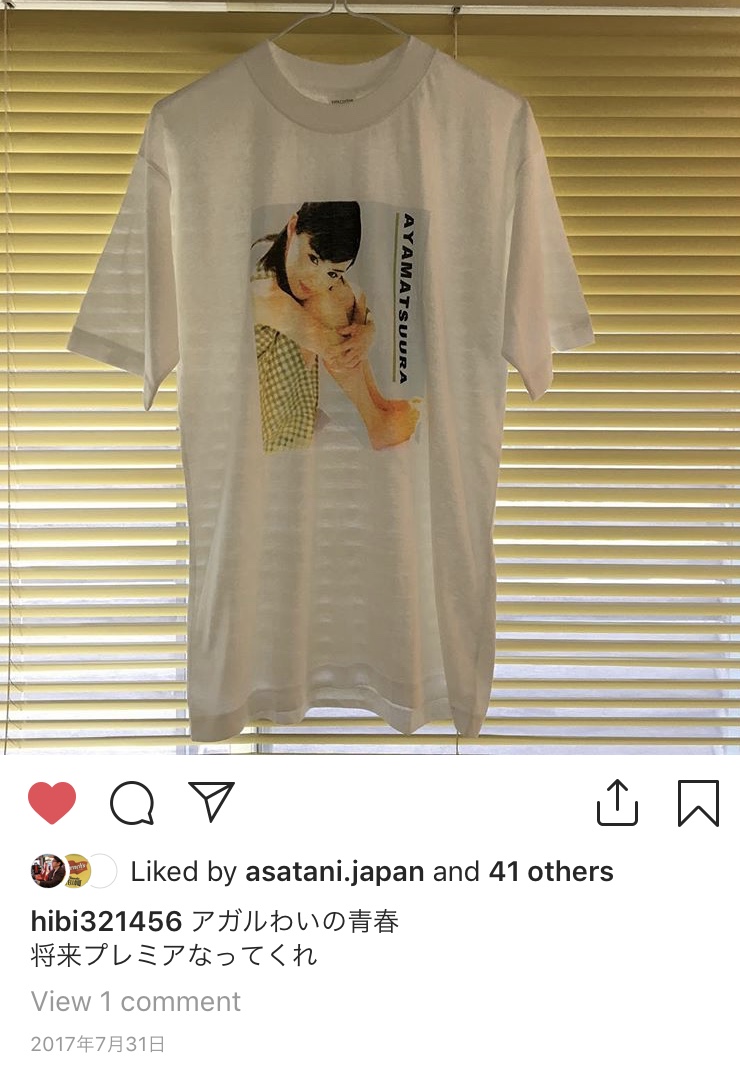 AYAMATSUURA
Liked by asatani.japan and 41 others
hibi321456 アガルわいの青春
将来プレミアなってくれ
View 1 comment
2017年7月31日